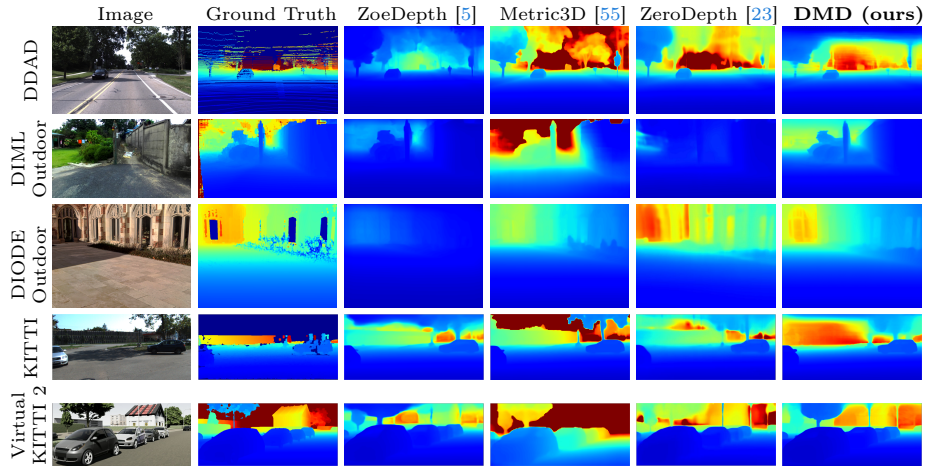 Image Ground Truth ZoeDepth [5] Metric3D [55] ZeroDepth [23] DMD (ours)
DDAD
DIML
Outdoor
DIODE
Outdoor
KITTI
Virtual
KITTI 2